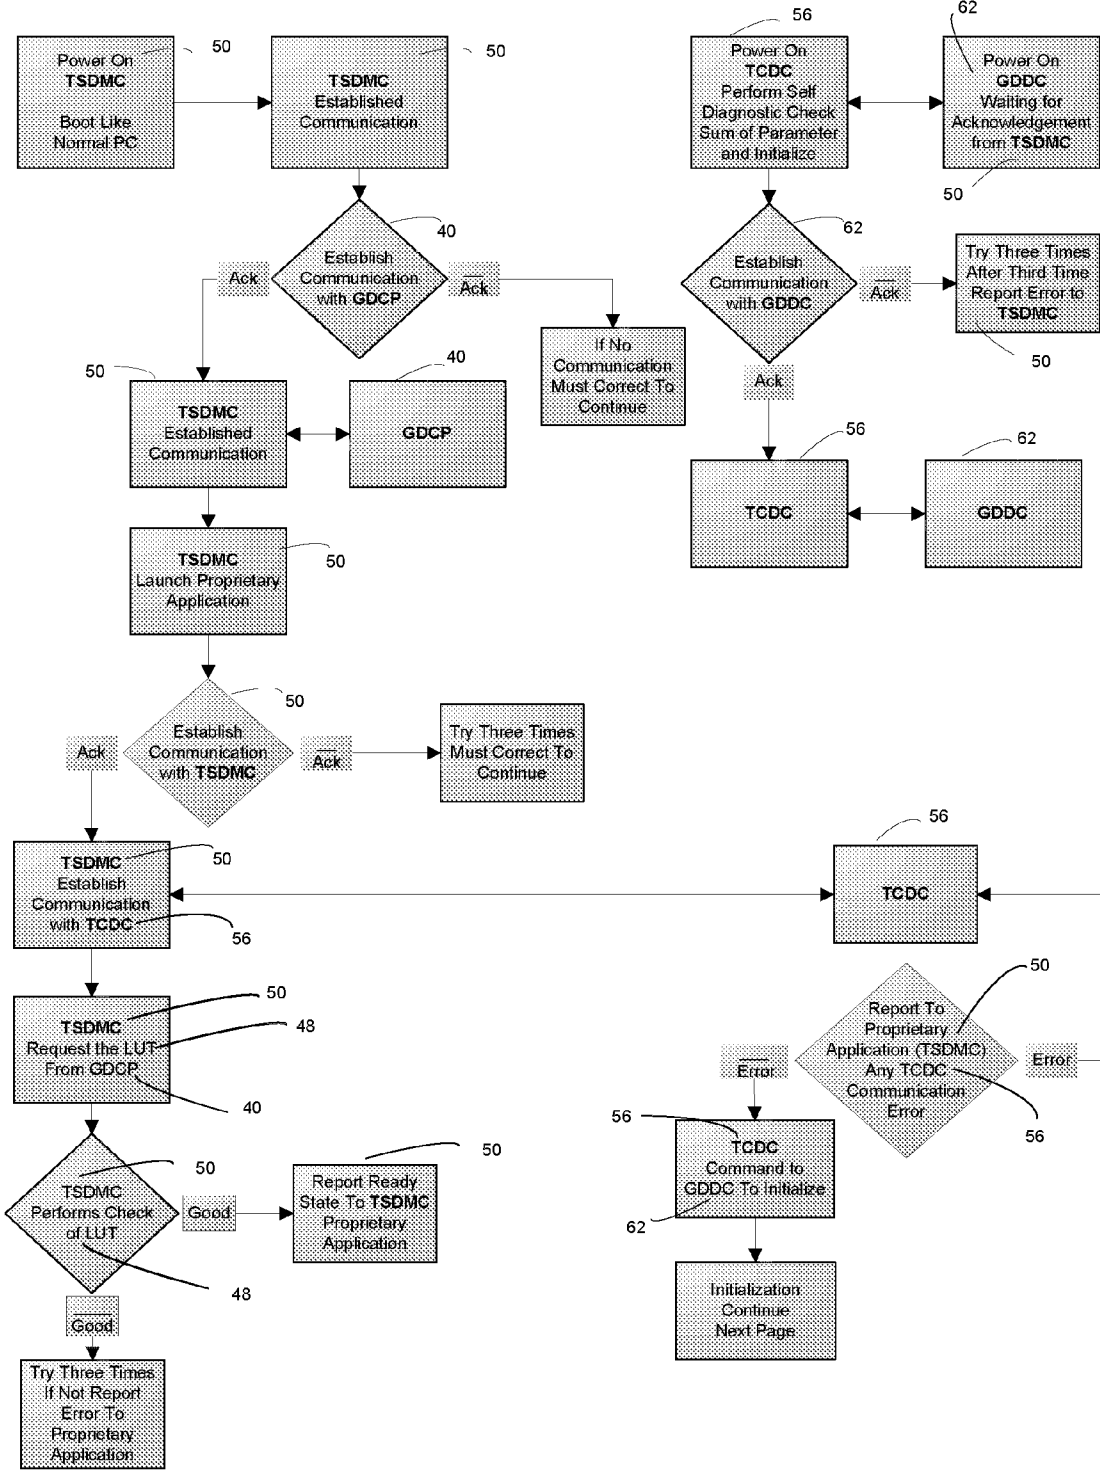 50
Power On
TSDMC
Boot Like
Normal PC
50
TSDMC
Established
Communication
56
Power On
TCDC
Perform Self
Diagnostic Check
Sum of Parameter
and Initialize
62
Power On
GDDC
Waiting for
Acknowledgement
from TSDMC
50
40
Establish
Communication
with GDCP
Ack
Ack
If No
Communication
Must Correct To
Continue
62
Establish
Communication
with GDDC
Ack
Try Three Times
After Third Time
Report Error to
TSDMC
50
Ack
50
TSDMC
Established
Communication
40
GDCP
56
TCDC
62
GDDC
TSDMC
Launch Proprietary
Application
50
50
Establish
Communication
with TSDMC
Ack
Ack
Try Three Times
Must Correct To
Continue
TSDMC
Establish
Communication
with TCDC
50
56
56
TCDC
50
TSDMC
Request the LUT
From GDCP
48
40
50
Report To
Proprietary
Application (TSDMC)
Any TCDC
Communication
Error
56
Error
Error
56
TCDC
Command to
GDDC To Initialize
62
50
TSDMC
Performs Check
of LUT
48
Good
50
Report Ready
State To TSDMC
Proprietary
Application
Initialization
Continue
Next Page
Good
Try Three Times
If Not Report
Error To
Proprietary
Application